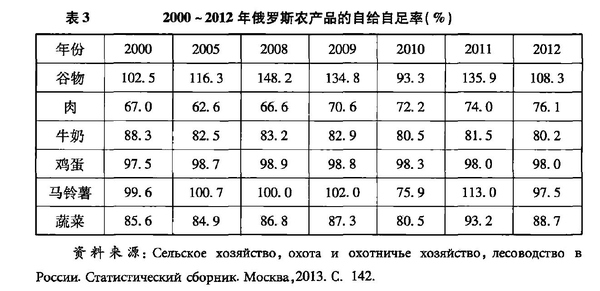 表3 2000~2012年俄罗斯农产品的自给自足率(%)
年份 2000 2005 2008 2009 2010 2011 2012
谷物 102.5 116.3 148.2 134.8 93.3 135.9 108.3
肉 67.0 62.6 66.6 70.6 72.2 74.0 76.1
牛奶 88.3 82.5 83.2 82.9 80.5 81.5 80.2
鸡蛋 97.5 98.7 98.9 98.8 98.3 98.0 98.0
马铃薯 99.6 100.7 100.0 102.0 75.9 113.0 97.5
蔬菜 85.6 84.9 86.8 87.3 80.5 93.2 88.7
资料来源: Сельское хозяйство, охота и охотничье хозяйство, лесоводство в
России. Статистический сборник. Москва,2013. С. 142.